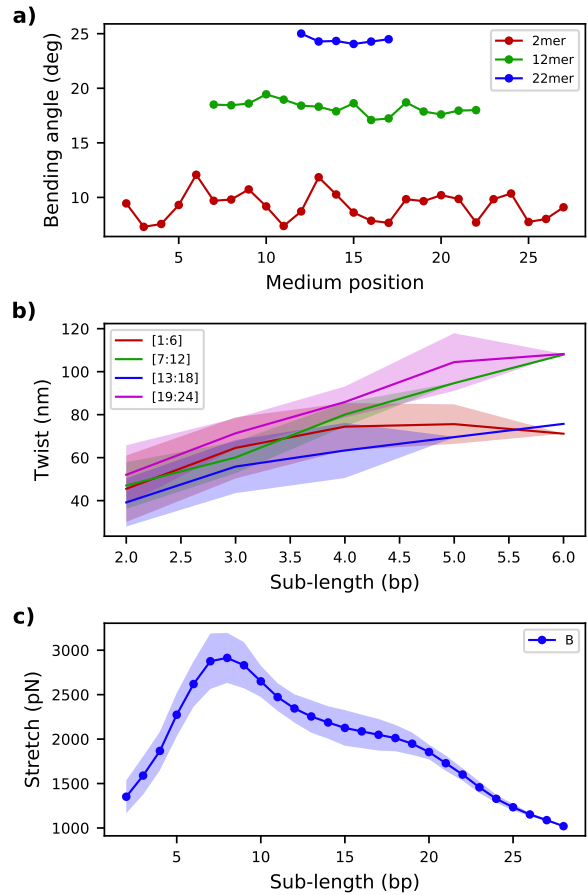 a)
Bending angle (deg)
25
20
15
10
2mer
12mer
22mer
5
10
15
20
25
Medium position
b)
Twist (nm)
120
100
80
60
40
[1:6]
[7:12]
[13:18]
[19:24]
2.0
2.5
3.0
3.5
4.0
4.5
5.0
5.5
6.0
Sub-length (bp)
c)
Stretch (pN)
3000
2500
2000
1500
1000
B
5
10
15
20
25
Sub-length (bp)